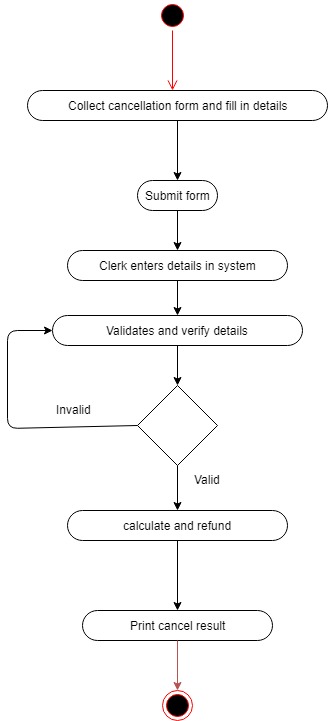 Collect cancellation form and fill in details
Submit form
Clerk enters details in system
Validates and verify details
Invalid
Valid
calculate and refund
Print cancel result